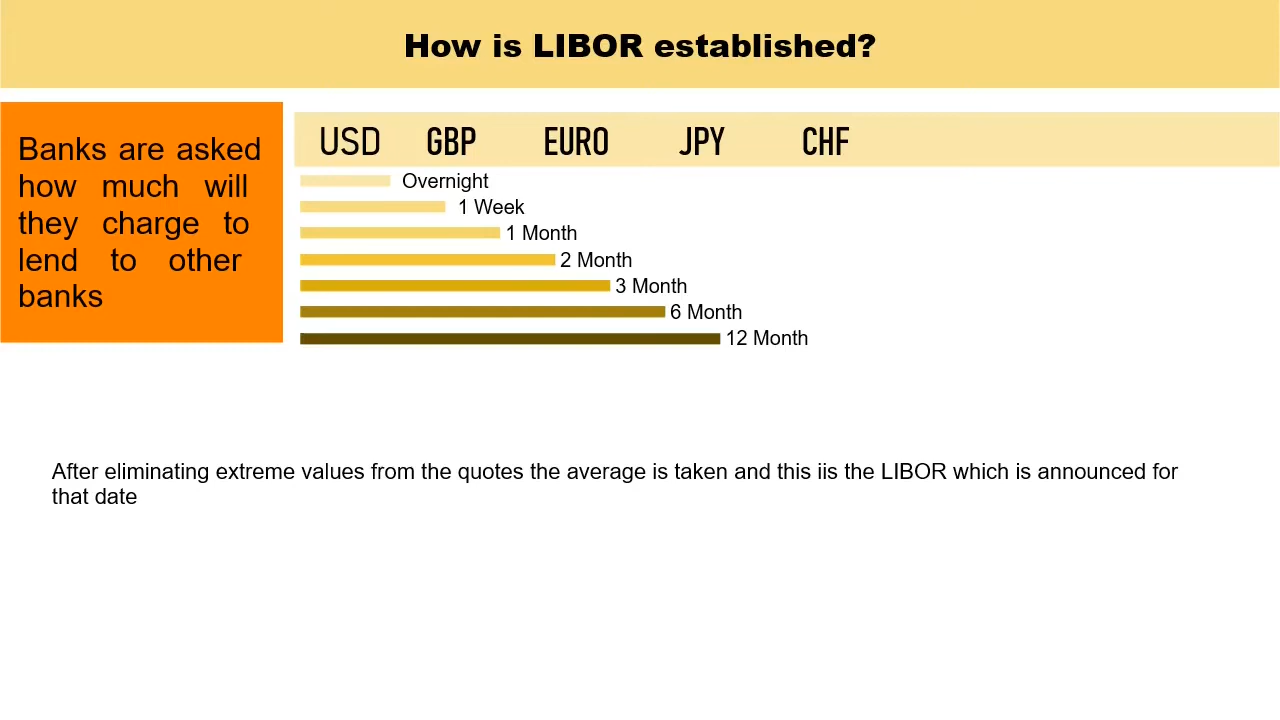 How is LIBOR established?
Banks are asked
how much will
they charge to
lend to other
banks
USD GBP EURO JPY CHF
Overnight
1 Week
1 Month
2 Month
3 Month
6 Month
12 Month
After eliminating extreme values from the quotes the average is taken and this iis the LIBOR which is announced for
that date